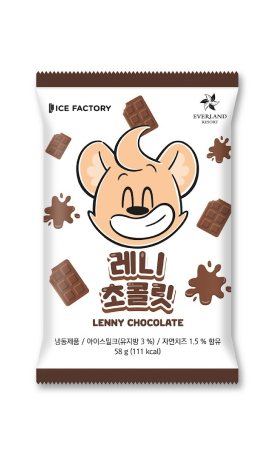 ICE FACTORY
EVERLAND
RESORT
레니
초콜릿
LENNY CHOCOLATE
냉동제품 / 아이스밀크(유지방 3 %) / 자연치즈 1.5 % 함유
58 g (111 kcal)